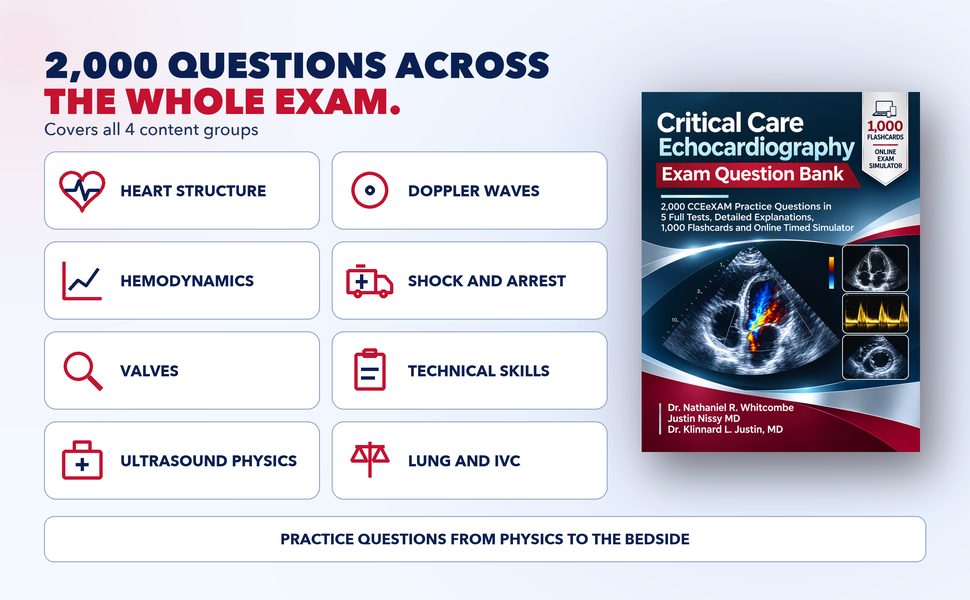 2,000 QUESTIONS ACROSS
THE WHOLE EXAM.
Covers all 4 content groups
HEART STRUCTURE
DOPPLER WAVES
HEMODYNAMICS
SHOCK AND ARREST
VALVES
TECHNICAL SKILLS
ULTRASOUND PHYSICS
LUNG AND IVC
PRACTICE QUESTIONS FROM PHYSICS TO THE BEDSIDE
Critical Care
Echocardiography
Exam Question Bank
1,000
FLASHCARDS
ONLINE
EXAM
SIMULATOR
2,000 CCEeXAM Practice Questions in
5 Full Tests, Detailed Explanations,
1,000 Flashcards and Online Timed Simulator
Dr. Nathaniel R. Whitcombe
Justin Nissy MD
Dr. Klinnard L. Justin, MD